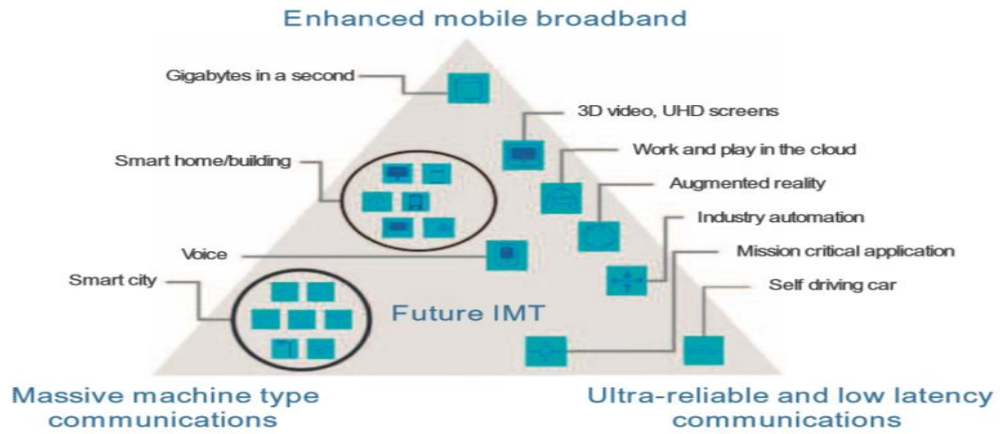 Enhanced mobile broadband
Gigabytes in a second
3D video, UHD screens
Smart home/building
Work and play in the cloud
Augmented reality
Industry automation
Voice
Mission critical application
Smart city
Self driving car
Future IMT
Massive machine type
communications
Ultra-reliable and low latency
communications